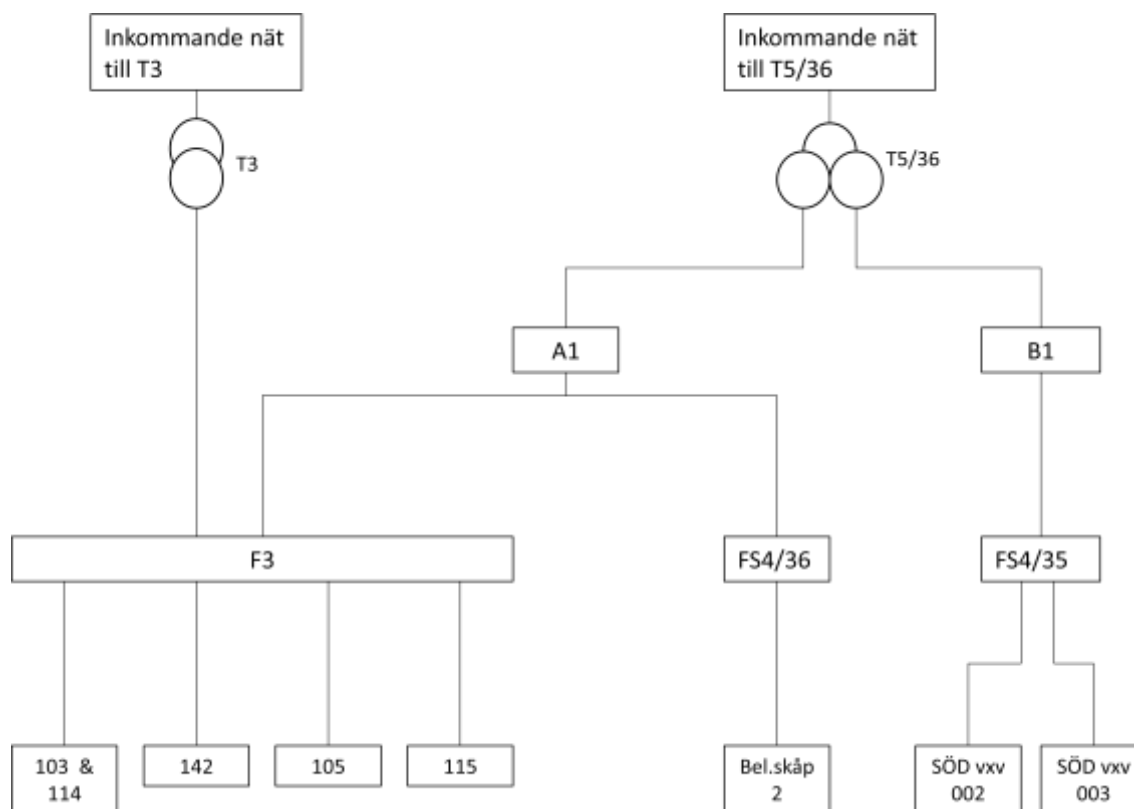 Inkommande nät
till T3
Inkommande nät
till T5/36
T3
T5/36
A1
B1
F3
FS4/36
FS4/35
103 &
114
142
105
115
Bel.skåp
2
SÖD vxv
002
SÖD vxv
003